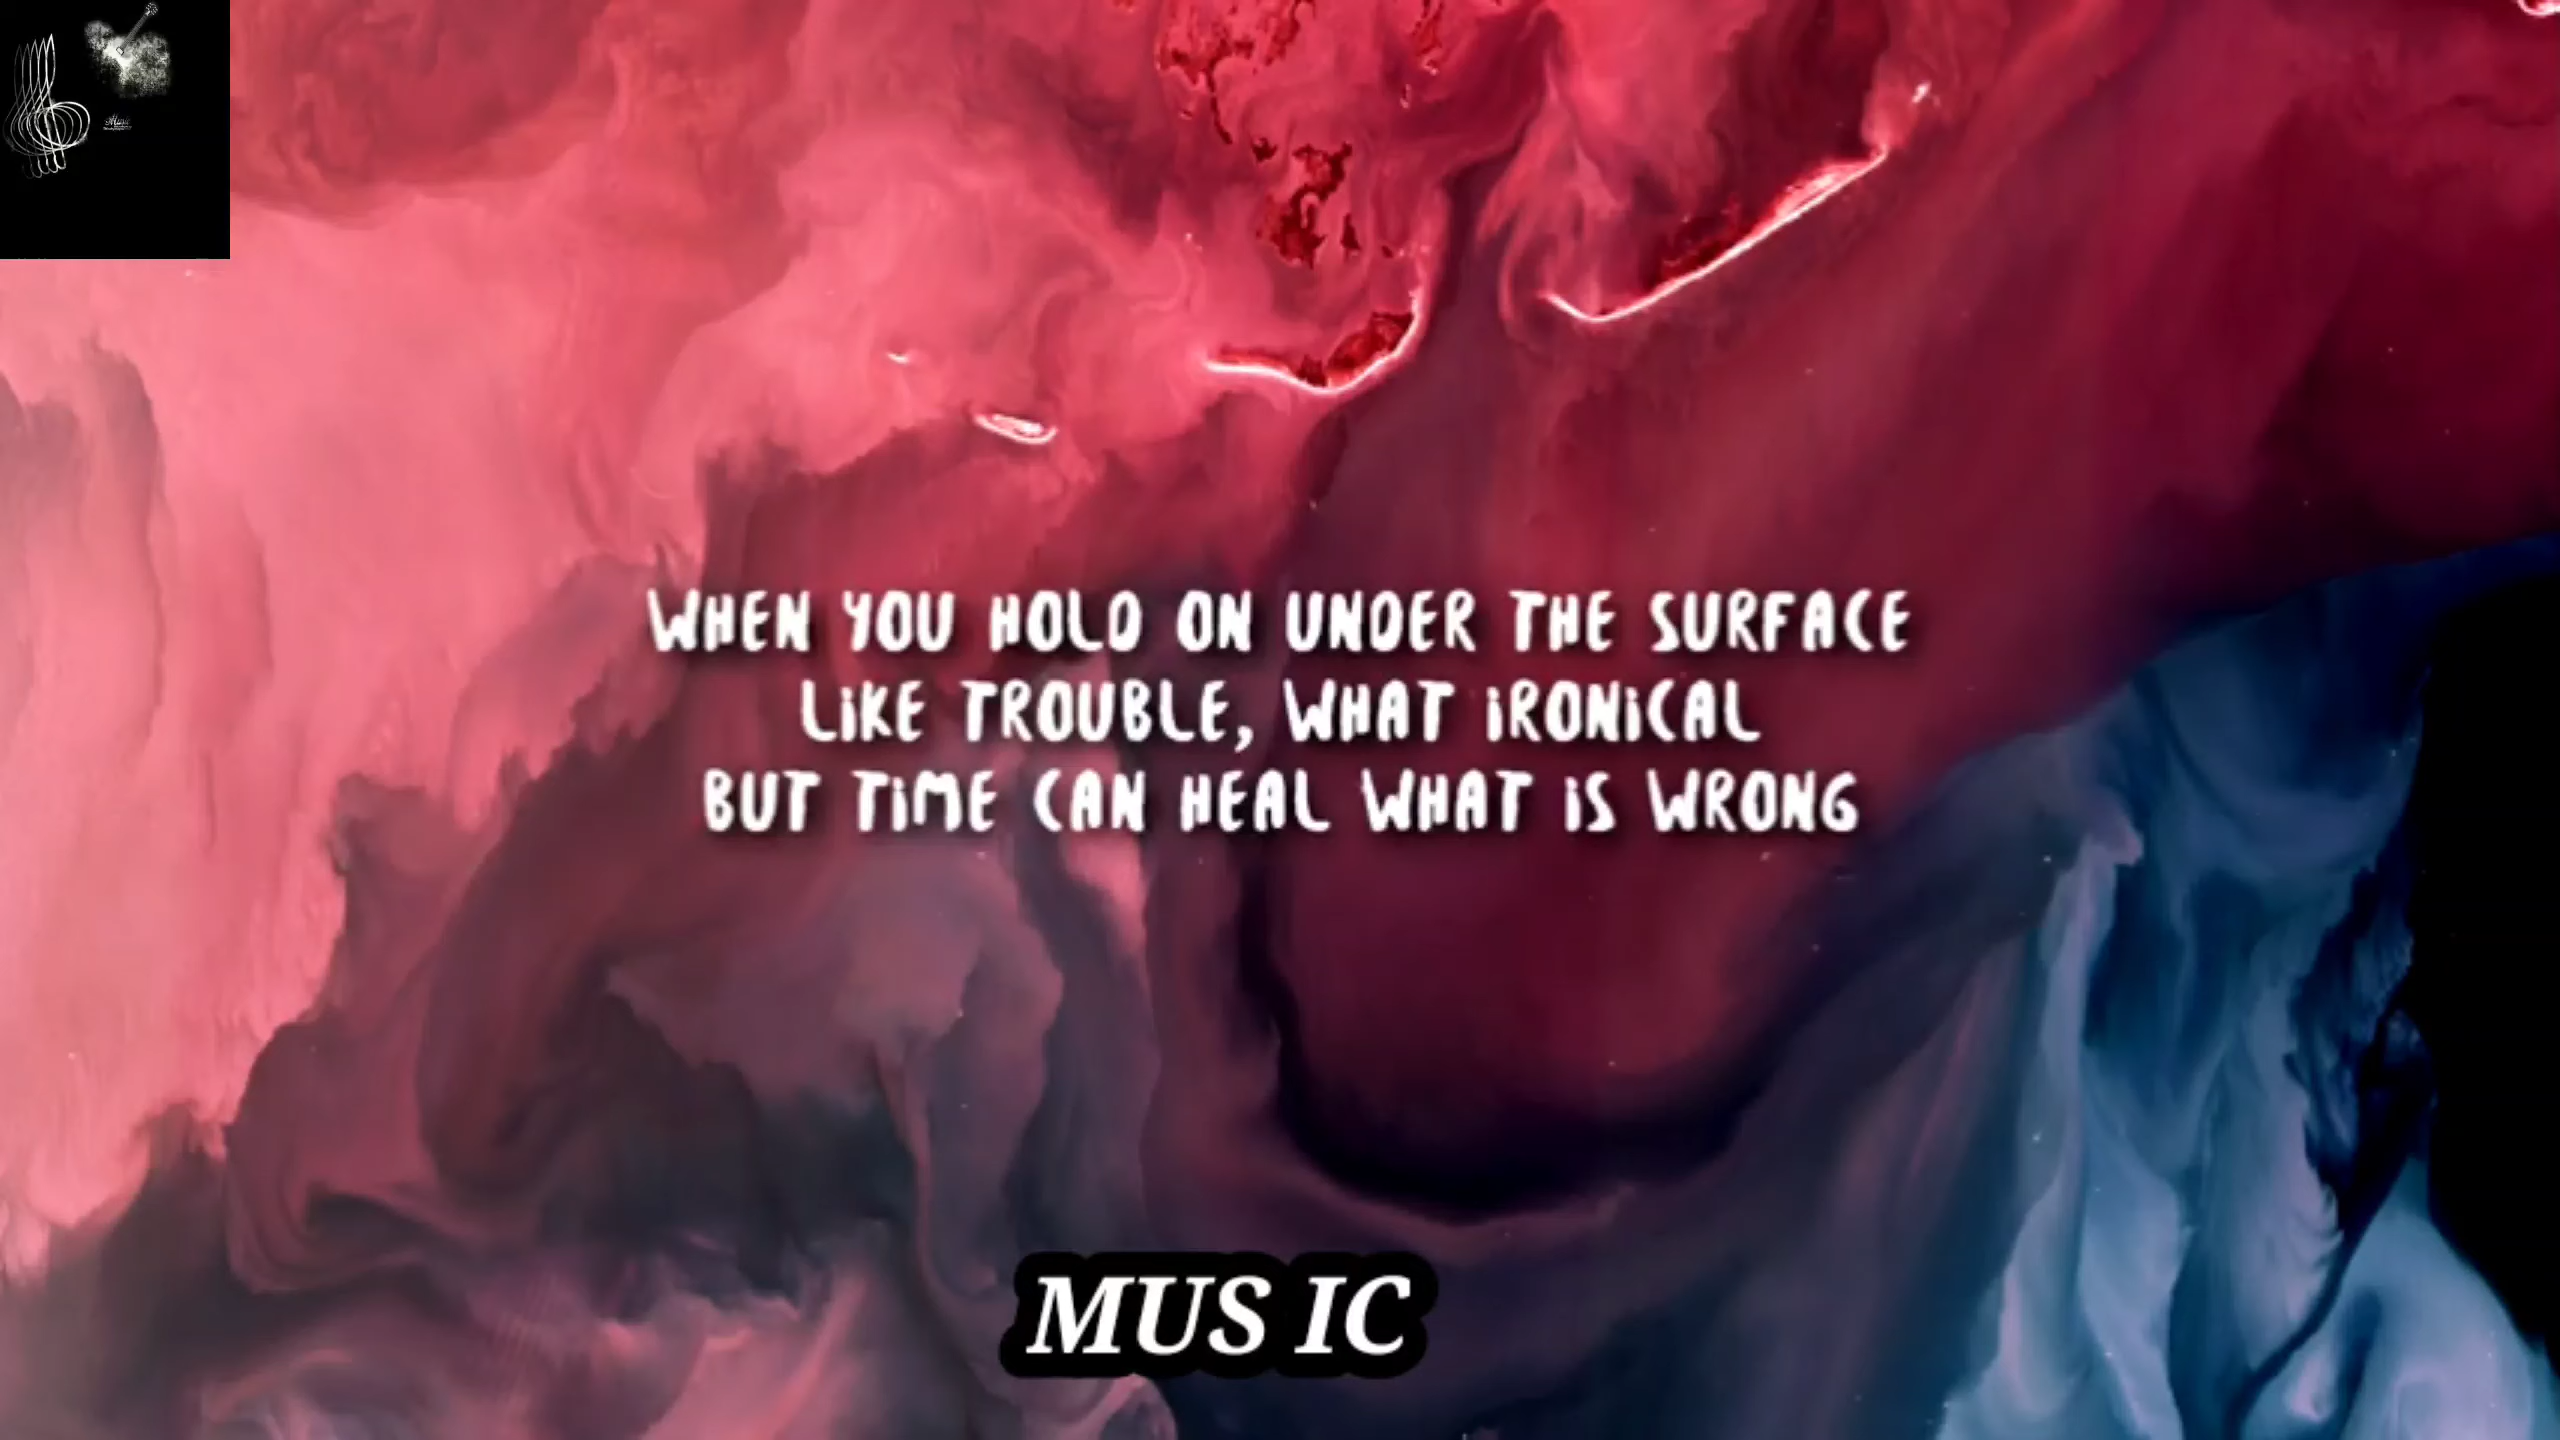 WHEN YOU HOLD ON UNDER THE SURFACE
LiKE TROUBLE, WHAT iRONiCAL
BUT TiME CAN HEAL WHAT iS WRONG
MUS IC